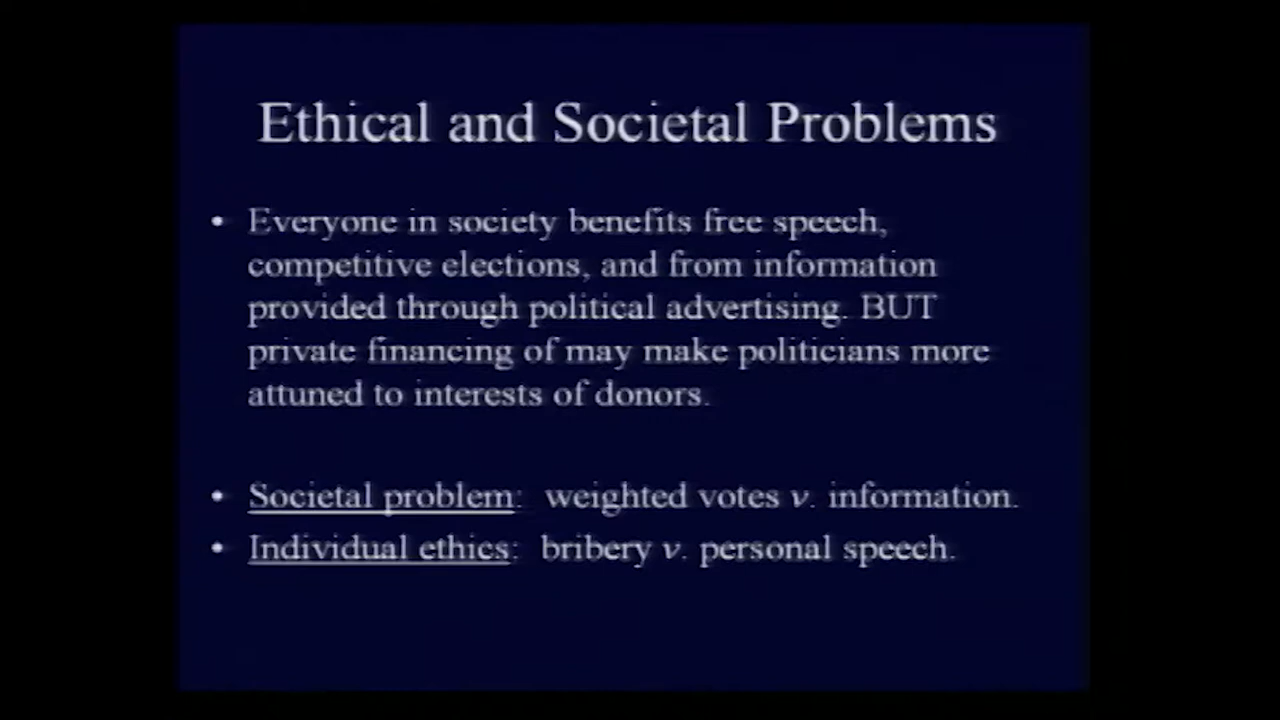 Ethical and Societal Problems
• Everyone in society benefits free speech,
competitive elections, and from information
provided through political advertising. BUT
private financing of may make politicians more
attuned to interests of donors.
• Societal problem: weighted votes v. information.
• Individual ethics: bribery v. personal speech.